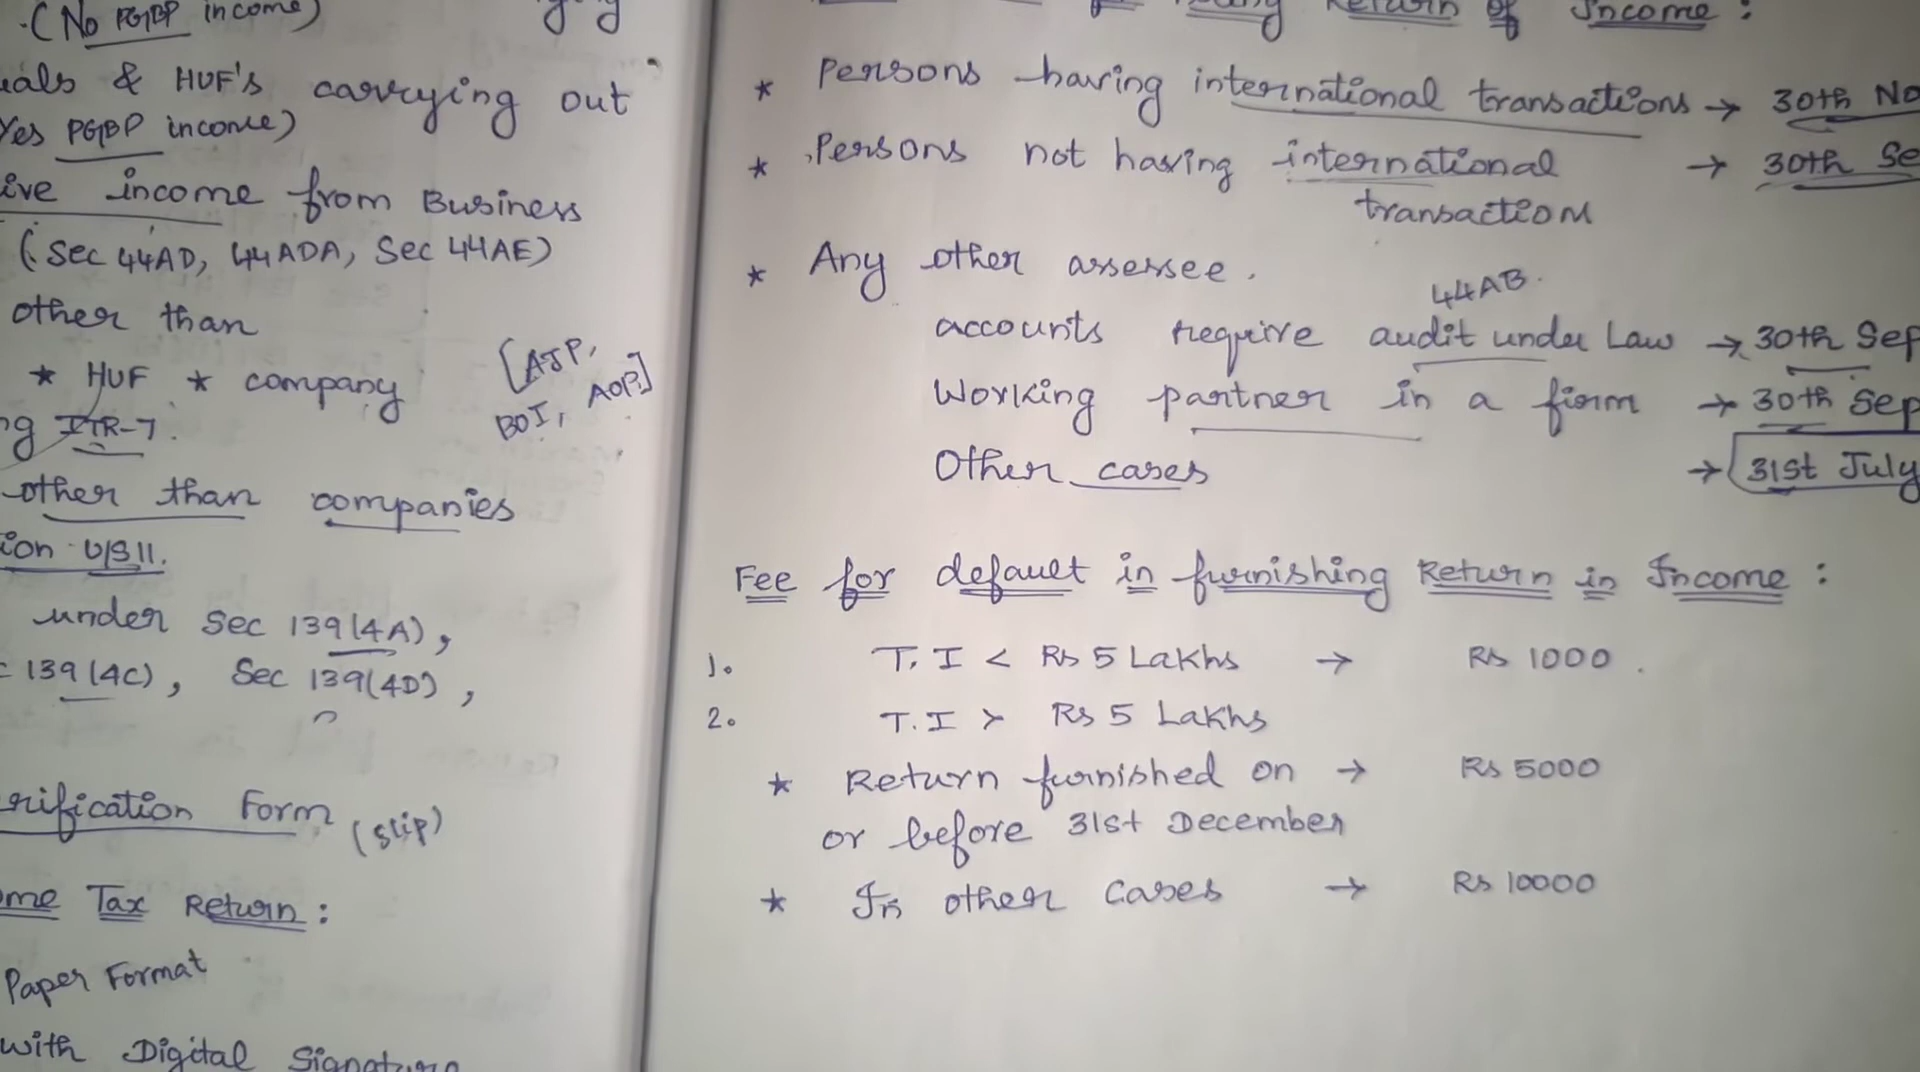 (No PGBP income)
& HUF's carrying out
Yes PGBP income)
income from Business
(Sec 44AD, 44ADA, Sec 44AE)
other than
* HUF * company
[AJP,
BOI, AOP]
ITR-7.
other than companies
U/S 11.
under Sec 139(4A),
139(4C), Sec 139(4D),
Form (slip)
Tax Return:
Paper Format
with Digital Signature
Return of Income:
* Persons having international transactions → 30th No
* Persons not having international → 30th Se
transaction
* Any other assessee.
44AB.
accounts require audit under Law → 30th Sep
Working partner in a firm → 30th Sep
Other cases → 31st July
Fee for default in furnishing Return in Income:
1. T.I < Rs 5 Lakhs → Rs 1000.
2. T.I > Rs 5 Lakhs
* Return furnished on → Rs 5000
or before 31st December
* In other cases → Rs 10000